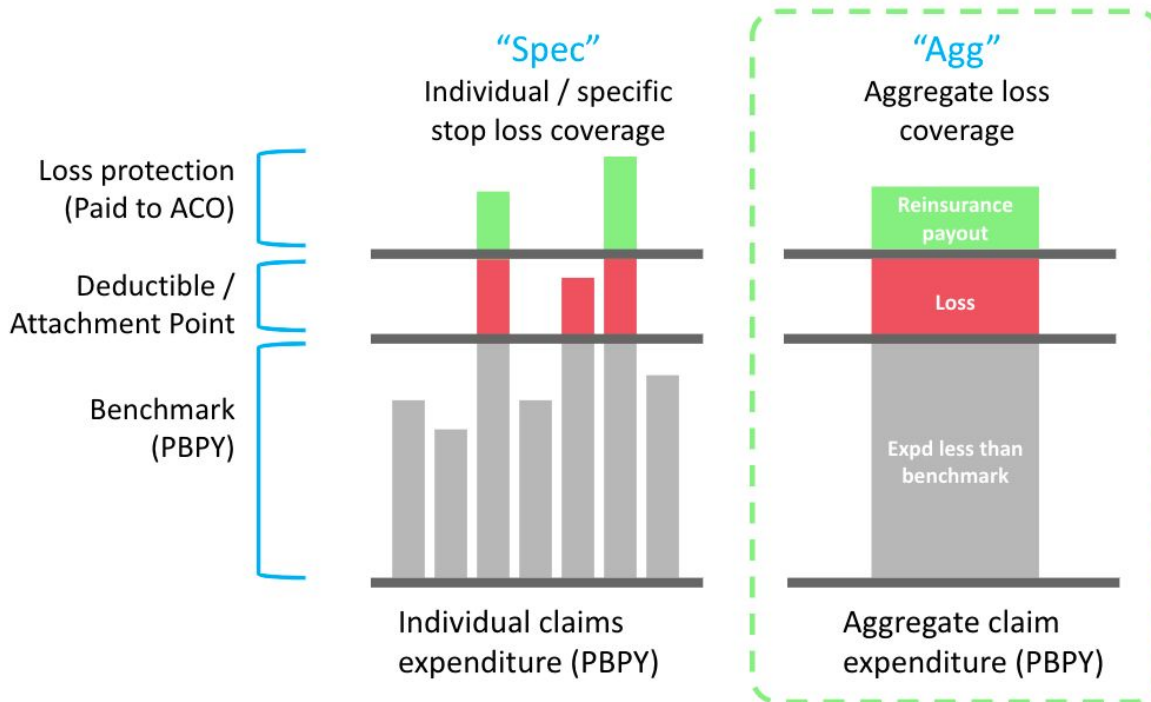 “Spec”
Individual / specific
stop loss coverage
“Agg”
Aggregate loss
coverage
Loss protection
(Paid to ACO)
Deductible /
Attachment Point
Benchmark
(PBPY)
Reinsurance
payout
Loss
Expd less than
benchmark
Individual claims
expenditure (PBPY)
Aggregate claim
expenditure (PBPY)